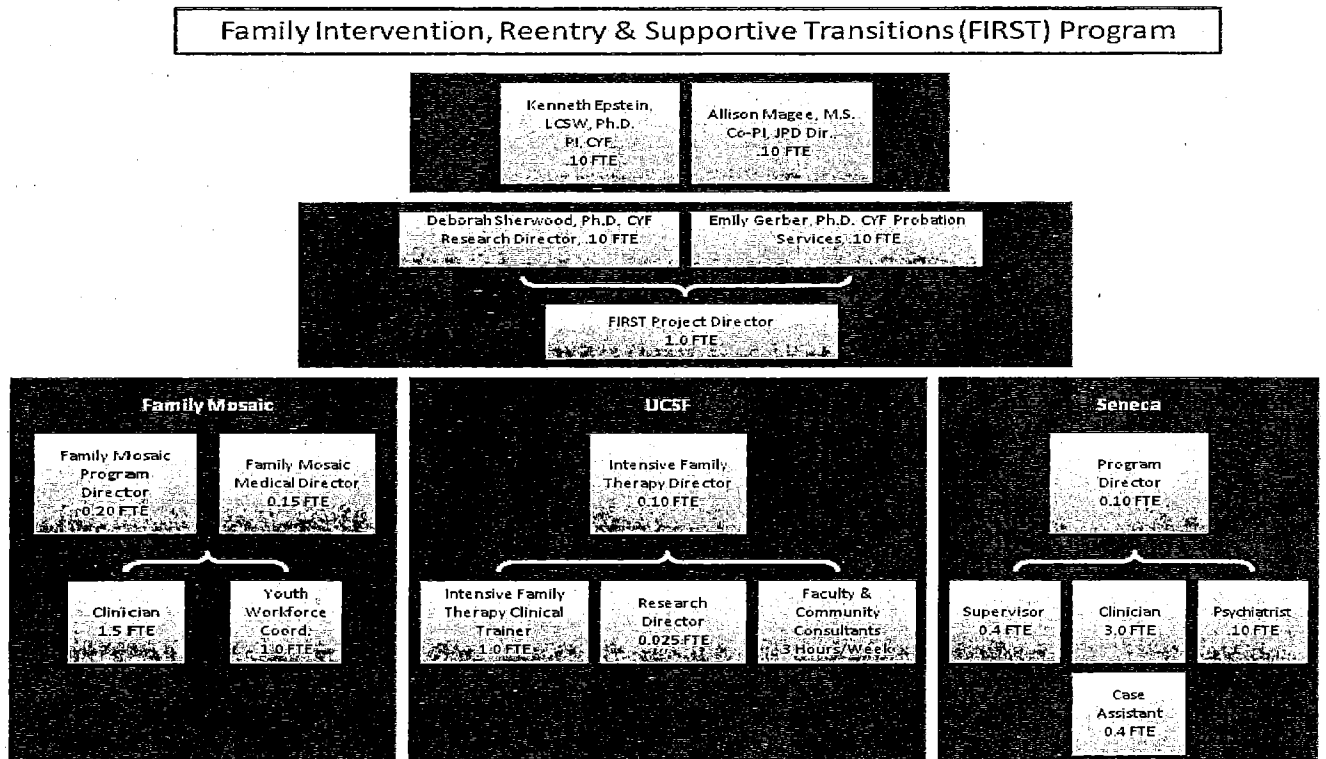 Family Intervention, Reentry & Supportive Transitions (FIRST) Program
Kenneth Epstein,
LCSW, Ph.D.
PI, CYF,
.10 FTE
Allison Magee, M.S.
Co-PI, JPD Dir.,
.10 FTE
Deborah Sherwood, Ph.D. CYF
Research Director, .10 FTE
Emily Gerber, Ph.D. CYF Probation
Services, .10 FTE
FIRST Project Director
1.0 FTE
Family Mosaic
Family Mosaic
Program
Director
0.20 FTE
Family Mosaic
Medical Director
0.15 FTE
Clinician
1.5 FTE
Youth
Workforce
Coord.
1.0 FTE
UCSF
Intensive Family
Therapy Director
0.10 FTE
Intensive Family
Therapy Clinical
Trainer
1.0 FTE
Research
Director
0.025 FTE
Faculty &
Community
Consultants
3 Hours/Week
Seneca
Program
Director
0.10 FTE
Supervisor
0.4 FTE
Clinician
3.0 FTE
Psychiatrist
.10 FTE
Case
Assistant
0.4 FTE